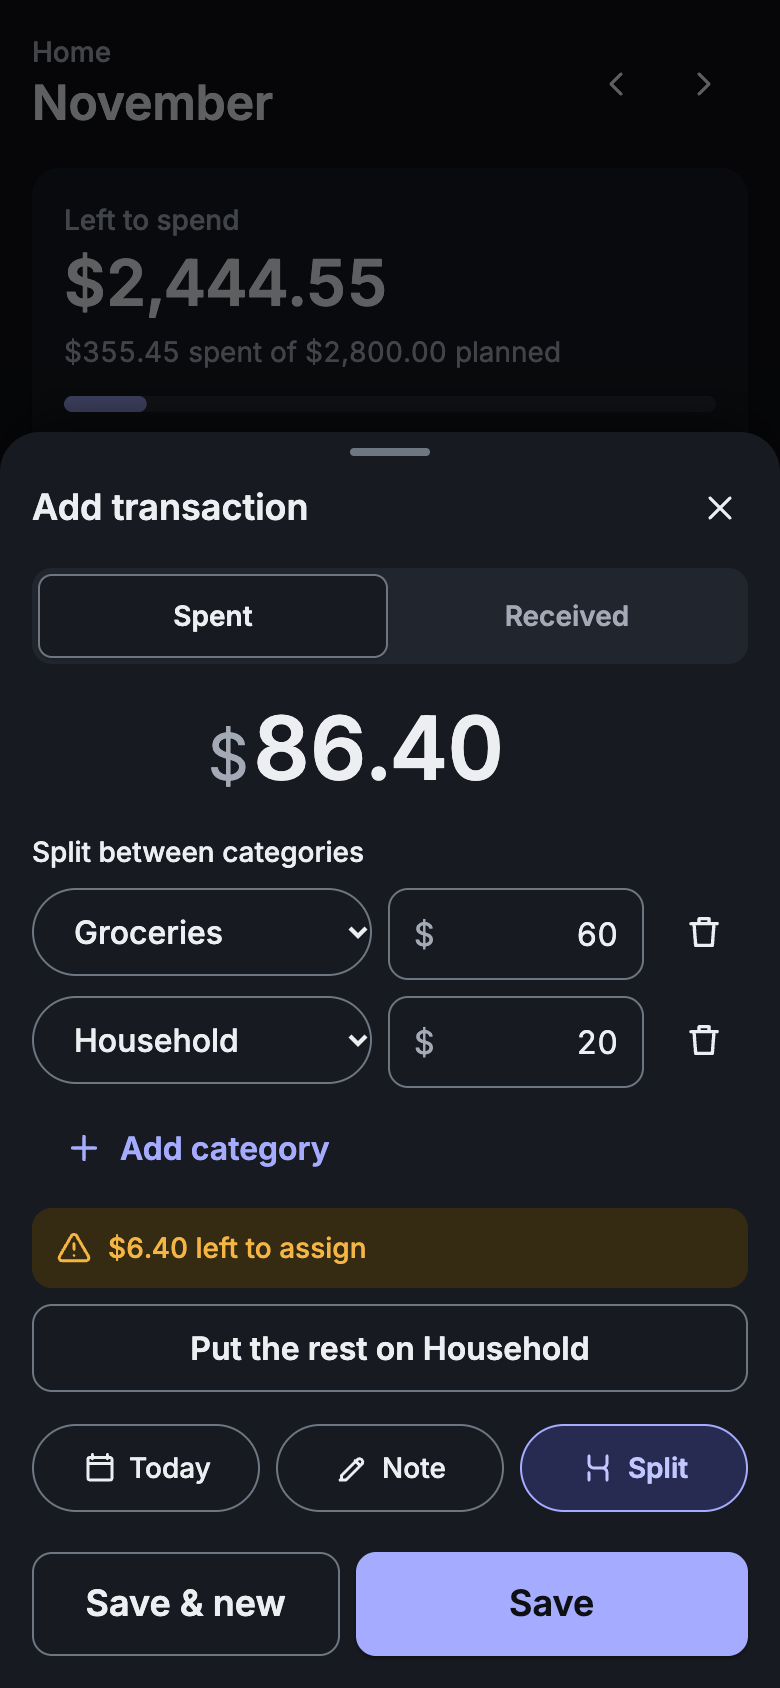 Home
November
Left to spend
$2,444.55
$355.45 spent of $2,800.00 planned
Add transaction
Spent Received
$86.40
Split between categories
Groceries $ 60
Household $ 20
Add category
$6.40 left to assign
Put the rest on Household
Today Note Split
Save & new Save